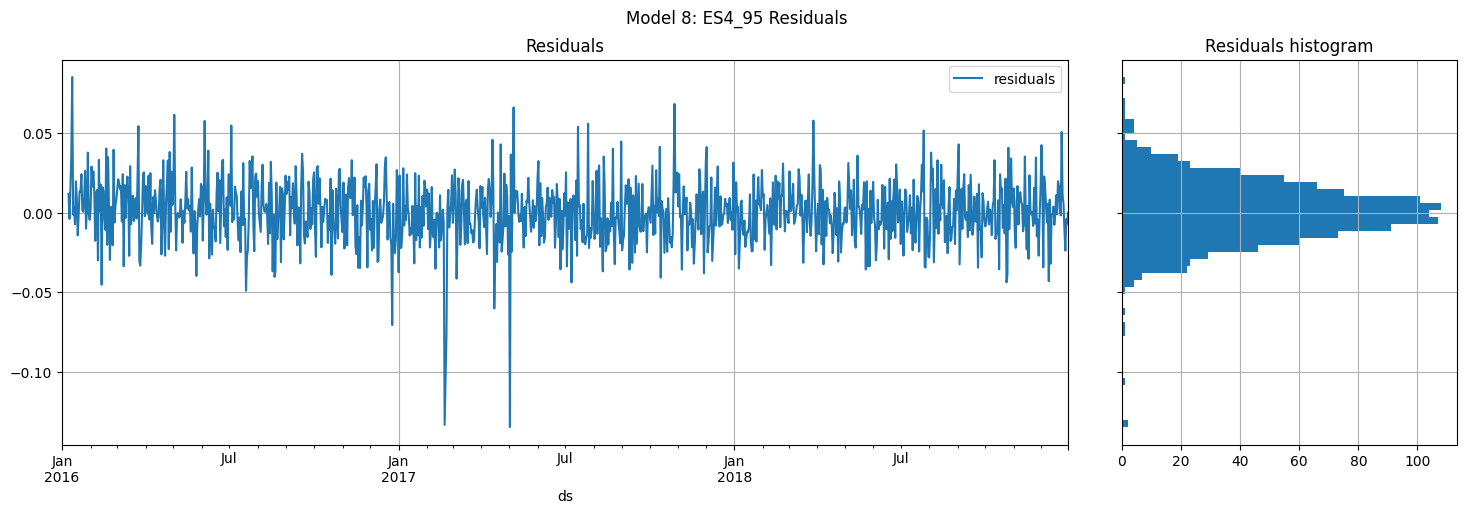 Model 8: ES4_95 Residuals
Residuals
Residuals histogram
residuals
0.05
0.00
−0.05
−0.10
Jan
2016
Jul
Jan
2017
Jul
Jan
2018
Jul
ds
0 20 40 60 80 100